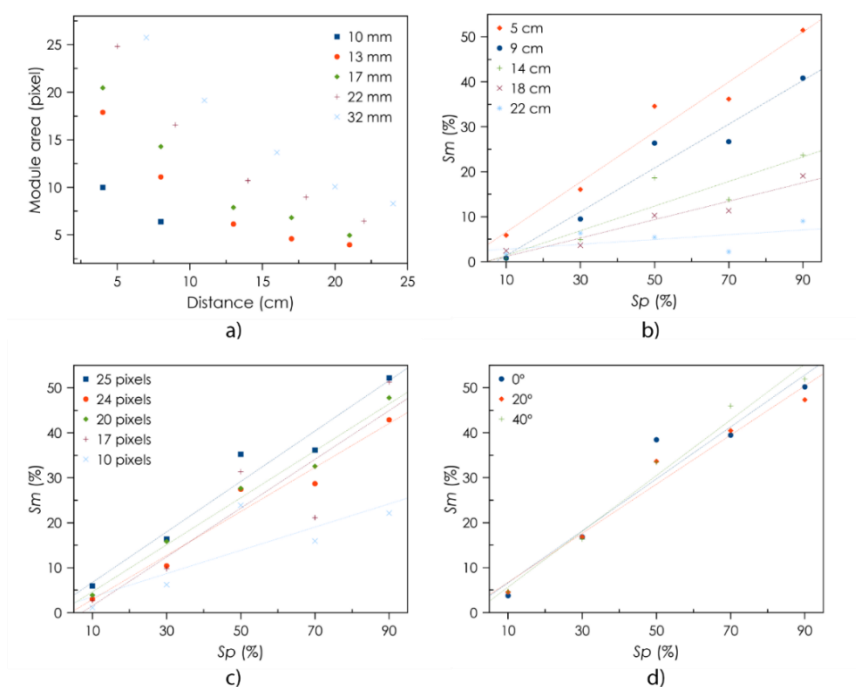 25
20
15
10
5
Module area (pixel)
10 mm
13 mm
17 mm
22 mm
32 mm
5 10 15 20 25
Distance (cm)
a)
50
40
30
20
10
0
Sm (%)
5 cm
9 cm
14 cm
18 cm
22 cm
10 30 50 70 90
Sp (%)
b)
50
40
30
20
10
0
Sm (%)
25 pixels
24 pixels
20 pixels
17 pixels
10 pixels
10 30 50 70 90
Sp (%)
c)
50
40
30
20
10
0
Sm (%)
0º
20º
40º
10 30 50 70 90
Sp (%)
d)